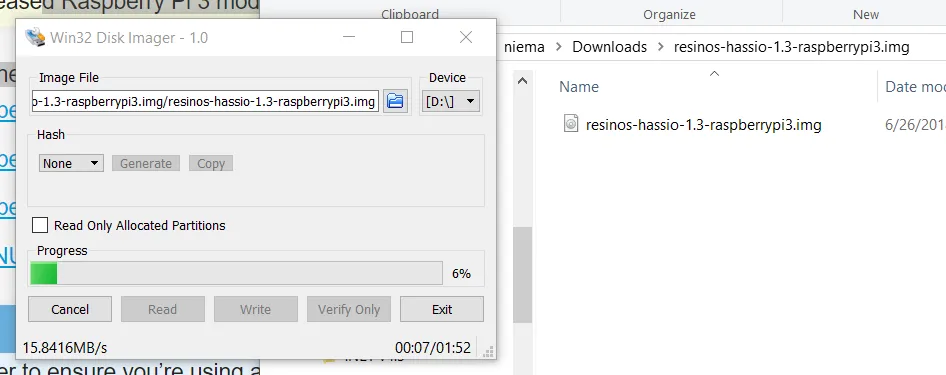 eased Raspberry Pi 3 mod
Win32 Disk Imager - 1.0
Image File
Device
o-1.3-raspberrypi3.img/resinos-hassio-1.3-raspberrypi3.img
[D:\]
Hash
None
Generate
Copy
Read Only Allocated Partitions
Progress
6%
Cancel
Read
Write
Verify Only
Exit
15.8416MB/s
00:07/01:52
er to ensure you're using a
Clipboard
Organize
New
niema > Downloads > resinos-hassio-1.3-raspberrypi3.img
Name
Date mod
resinos-hassio-1.3-raspberrypi3.img
6/26/201